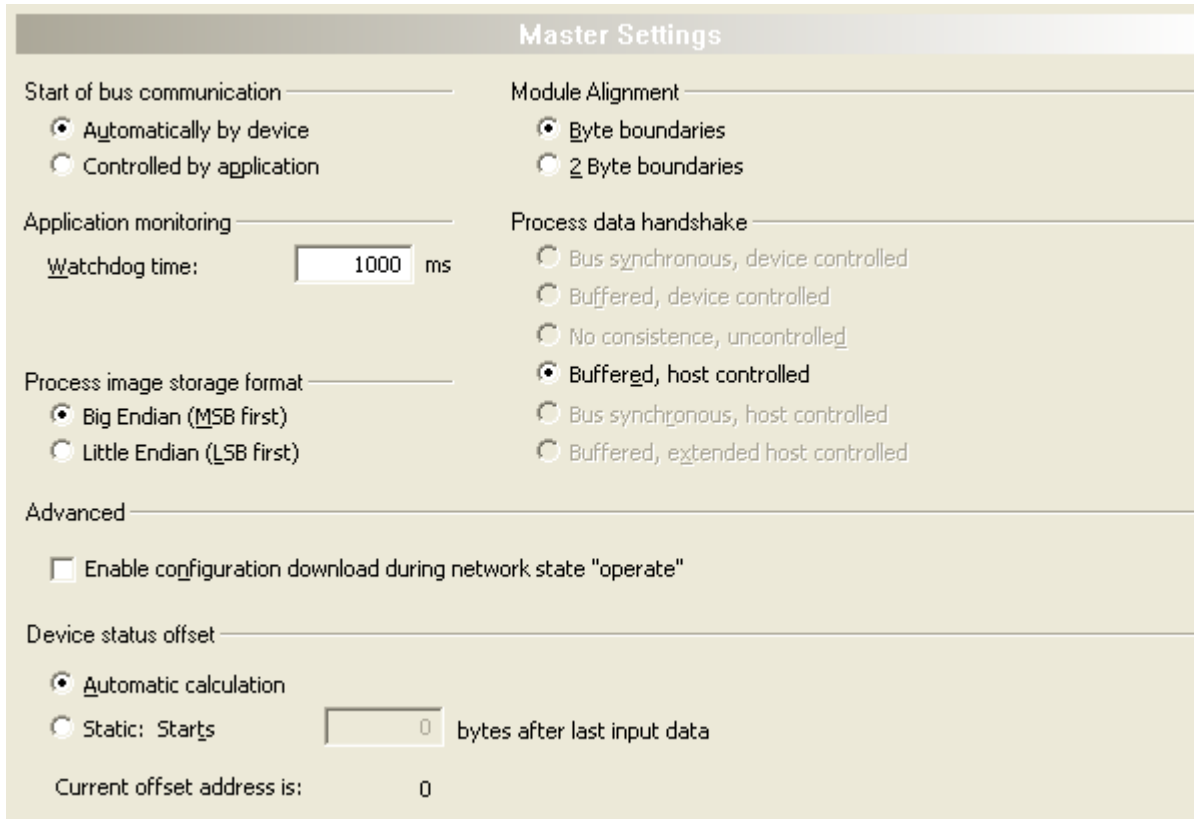 Master Settings
Start of bus communication
Automatically by device
Controlled by application
Module Alignment
Byte boundaries
2 Byte boundaries
Application monitoring
Watchdog time: 1000 ms
Process data handshake
Bus synchronous, device controlled
Buffered, device controlled
No consistence, uncontrolled
Buffered, host controlled
Bus synchronous, host controlled
Buffered, extended host controlled
Process image storage format
Big Endian (MSB first)
Little Endian (LSB first)
Advanced
Enable configuration download during network state "operate"
Device status offset
Automatic calculation
Static: Starts 0 bytes after last input data
Current offset address is: 0